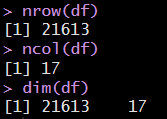 > nrow(df)
[1] 21613
> ncol(df)
[1] 17
> dim(df)
[1] 21613    17